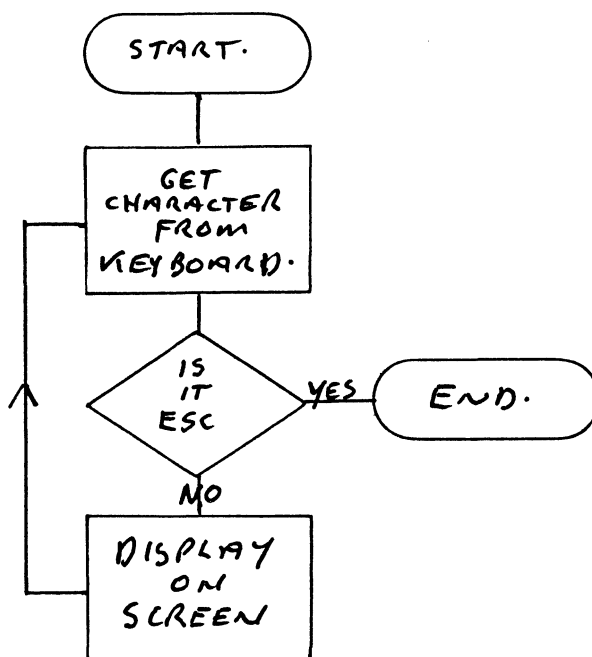 START.
GET
CHARACTER
FROM
KEYBOARD.
IS
IT
ESC
YES
END.
NO
DISPLAY
ON
SCREEN